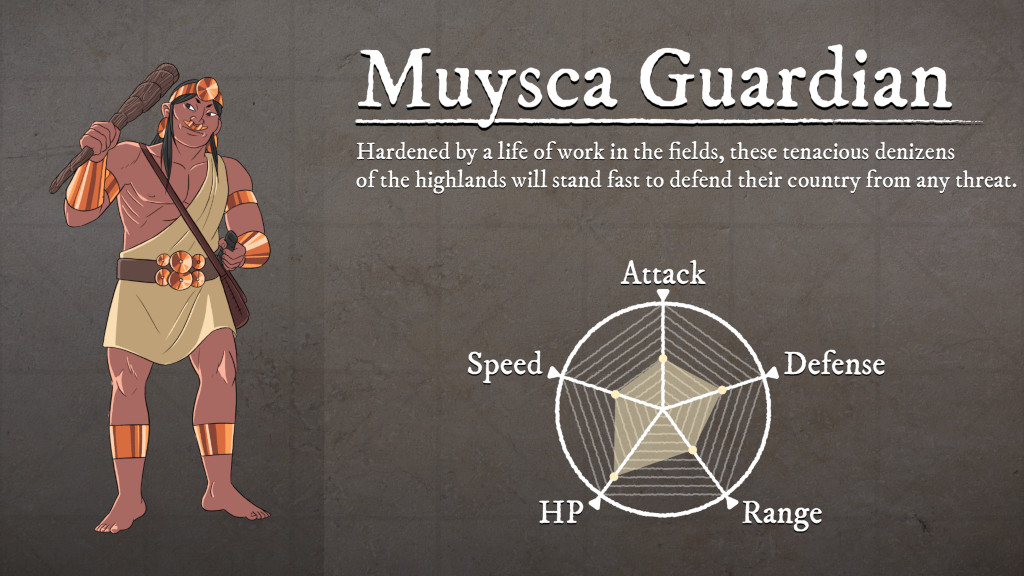 Muysca Guardian
Hardened by a life of work in the fields, these tenacious denizens
of the highlands will stand fast to defend their country from any threat.
Attack
Speed
Defense
HP
Range